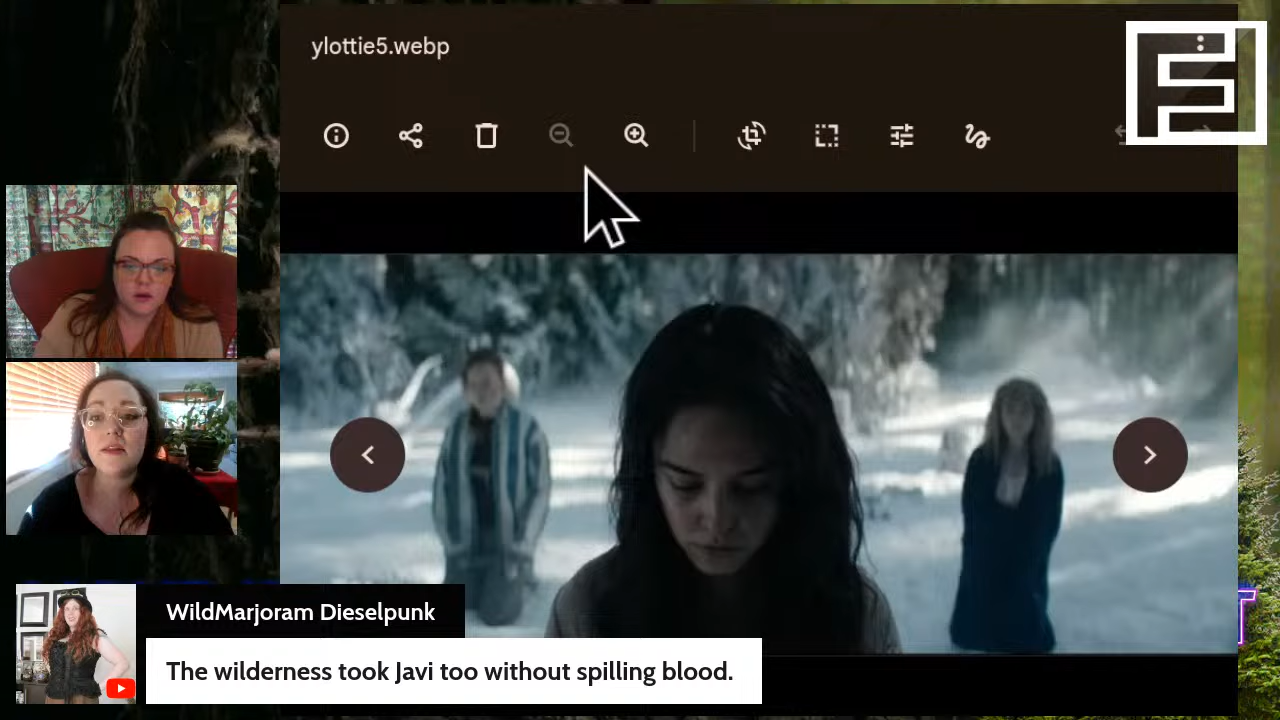 ylottie5.webp
WildMarjoram Dieselpunk
The wilderness took Javi too without spilling blood.